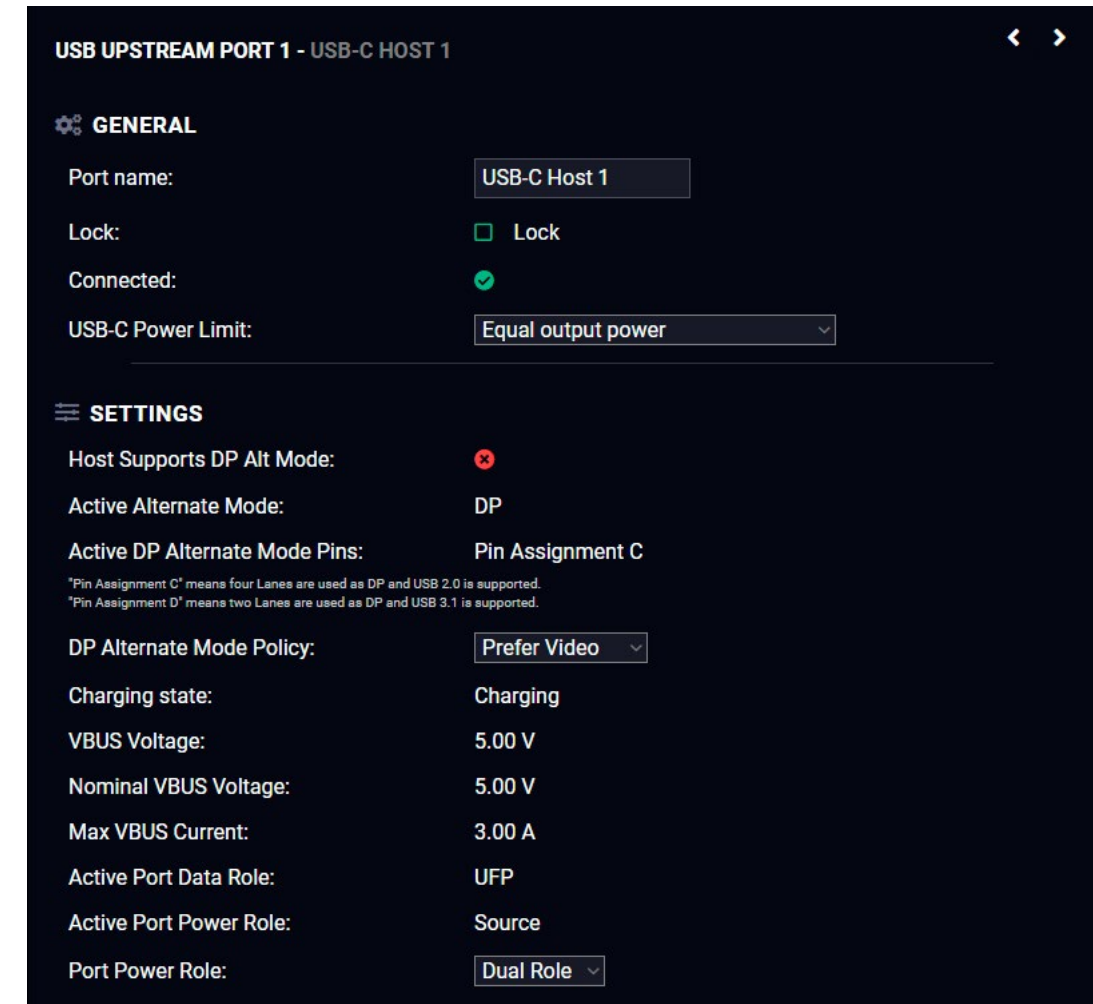 USB UPSTREAM PORT 1 - USB-C HOST 1
GENERAL
Port name: USB-C Host 1
Lock: Lock
Connected:
USB-C Power Limit: Equal output power
SETTINGS
Host Supports DP Alt Mode:
Active Alternate Mode: DP
Active DP Alternate Mode Pins: Pin Assignment C
"Pin Assignment C" means four Lanes are used as DP and USB 2.0 is supported.
"Pin Assignment D" means two Lanes are used as DP and USB 3.1 is supported.
DP Alternate Mode Policy: Prefer Video
Charging state: Charging
VBUS Voltage: 5.00 V
Nominal VBUS Voltage: 5.00 V
Max VBUS Current: 3.00 A
Active Port Data Role: UFP
Active Port Power Role: Source
Port Power Role: Dual Role